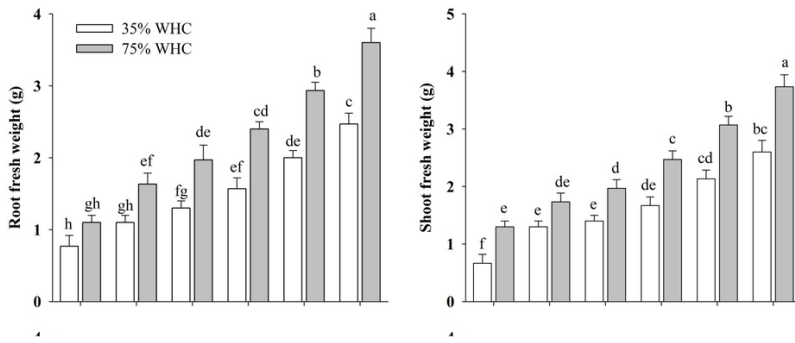 4
35% WHC
75% WHC
3
2
1
0
Root fresh weight (g)
h
gh
gh
ef
fg
de
ef
cd
de
b
c
a
5
4
3
2
1
0
Shoot fresh weight (g)
f
e
e
de
e
d
de
c
cd
b
bc
a